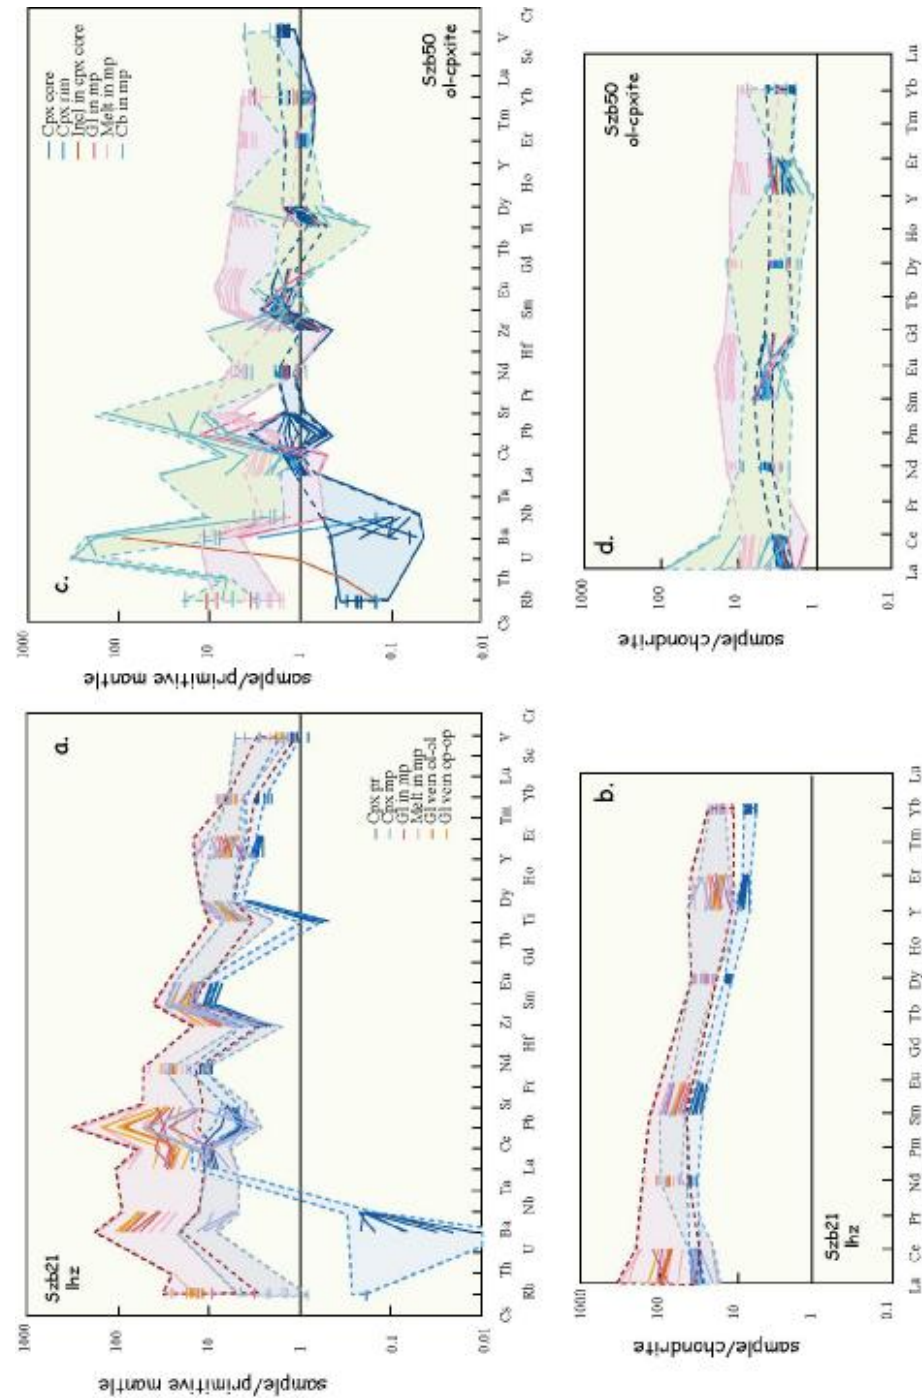 a.
Szb21
lhz
sample/primitive mantle
1000
100
10
1
0.1
0.01
Cpx pr
Cpx mp
Gl in mp
Melt in mp
Gl vein ol-ol
Gl vein op-op
Cs Rb Th U Ba Nb Ta La Ce Pb Sr Pr Nd Hf Zr Sm Eu Gd Tb Ti Dy Ho Y Er Tm Yb Lu Sc V Cr
c.
Szb50
ol-cpxite
sample/primitive mantle
1000
100
10
1
0.1
0.01
Cpx core
Cpx rim
Incl in cpx core
Gl in mp
Melt in mp
Cb in mp
Cs Rb Th U Ba Nb Ta La Ce Pb Sr Pr Nd Hf Zr Sm Eu Gd Tb Ti Dy Ho Y Er Tm Yb Lu Sc V Cr
b.
Szb21
lhz
sample/chondrite
1000
100
10
1
0.1
La Ce Pr Nd Pm Sm Eu Gd Tb Dy Ho Y Er Tm Yb Lu
d.
Szb50
ol-cpxite
sample/chondrite
1000
100
10
1
0.1
La Ce Pr Nd Pm Sm Eu Gd Tb Dy Ho Y Er Tm Yb Lu